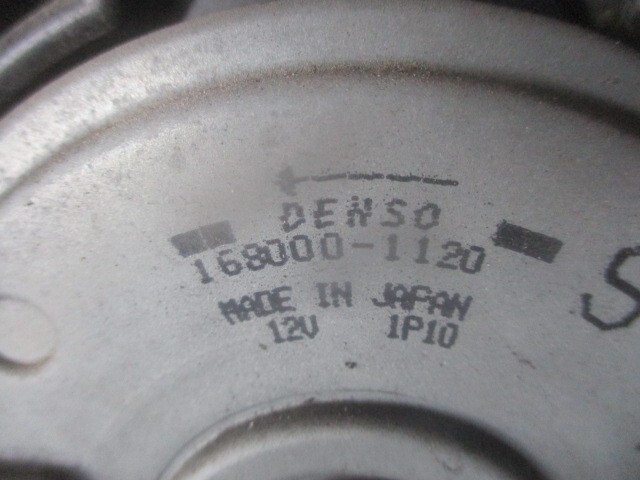 DENSO
168000-1120
MADE IN JAPAN
12V 1P10
S